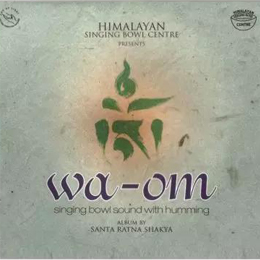 HIMALAYAN
SINGING BOWL CENTRE
PRESENTS
ༀ
wa-om
singing bowl sound with humming
ALBUM BY
SANTA RATNA SHAKYA